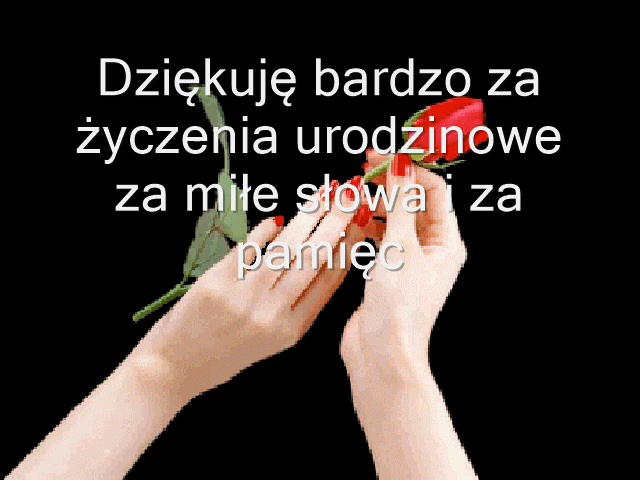 Dziękuję bardzo za
życzenia urodzinowe
za miłe słowa i za
pamięc